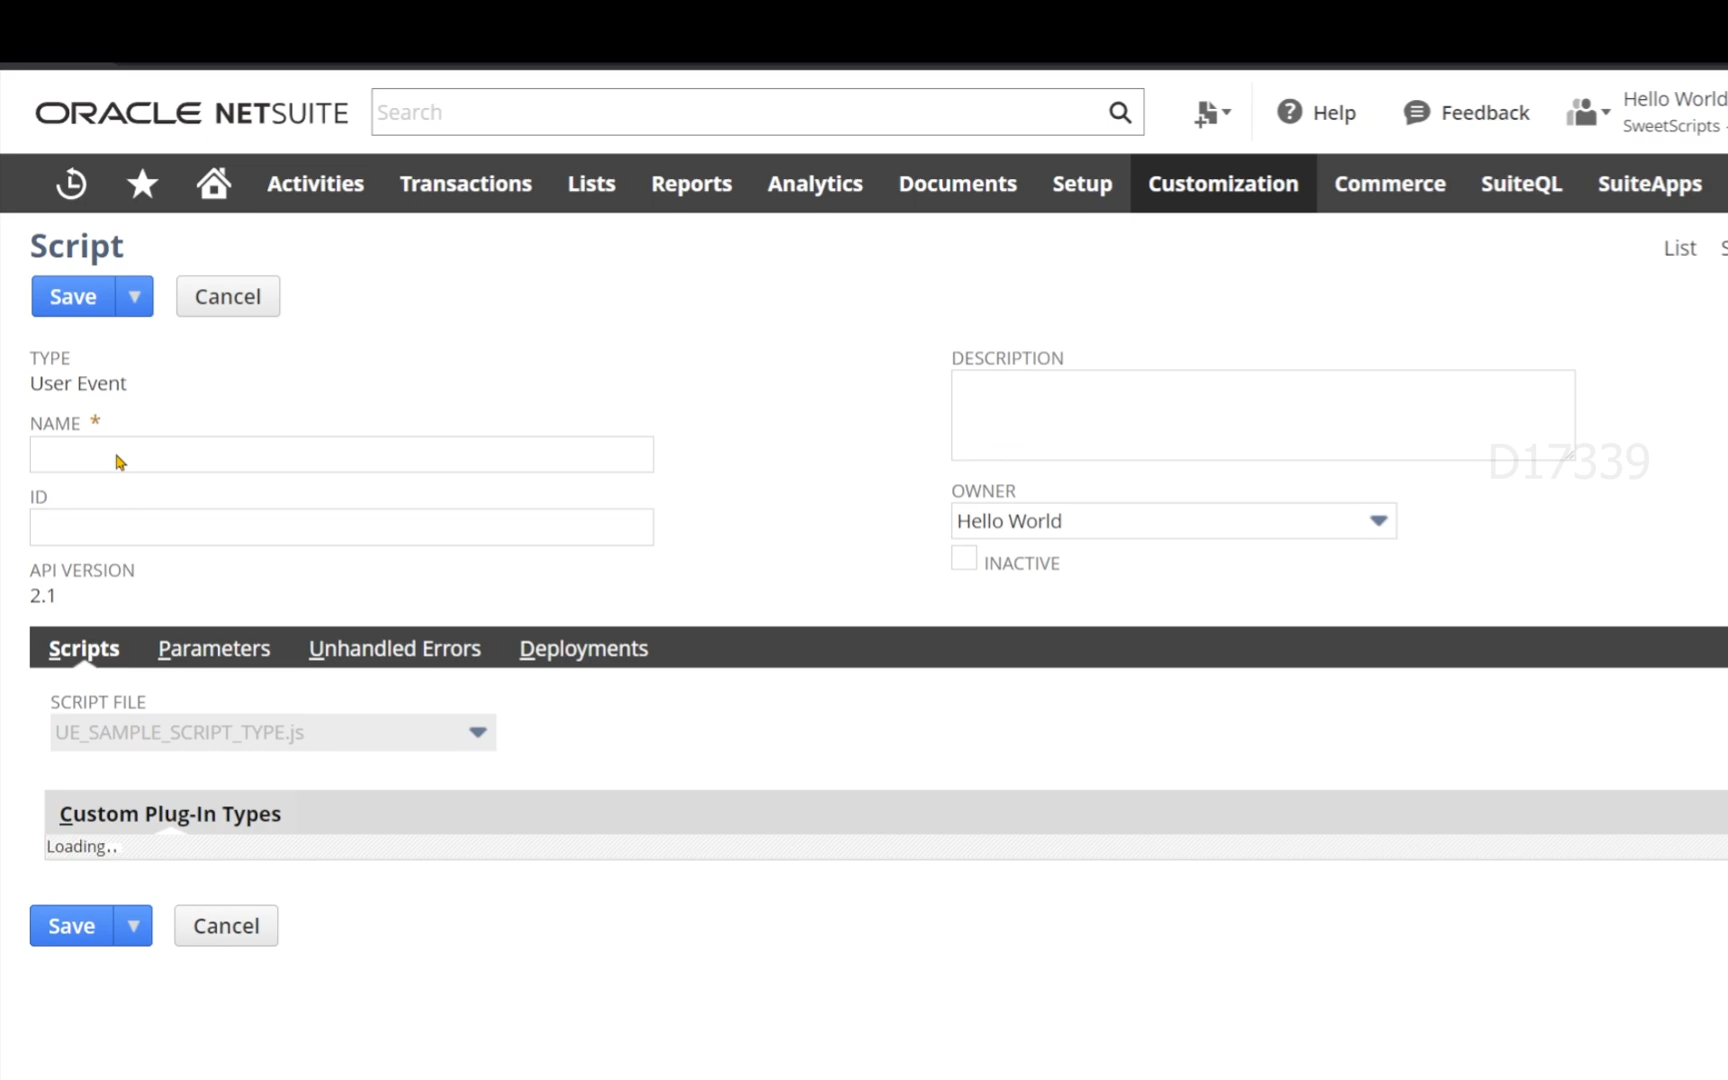 ORACLE NETSUITE
Search
Help
Feedback
Hello World
SweetScripts -
Activities
Transactions
Lists
Reports
Analytics
Documents
Setup
Customization
Commerce
SuiteQL
SuiteApps
Script
List
S
Save
Cancel
TYPE
User Event
NAME *
ID
API VERSION
2.1
DESCRIPTION
D17339
OWNER
Hello World
INACTIVE
Scripts
Parameters
Unhandled Errors
Deployments
SCRIPT FILE
UE_SAMPLE_SCRIPT_TYPE.js
Custom Plug-In Types
Loading..
Save
Cancel